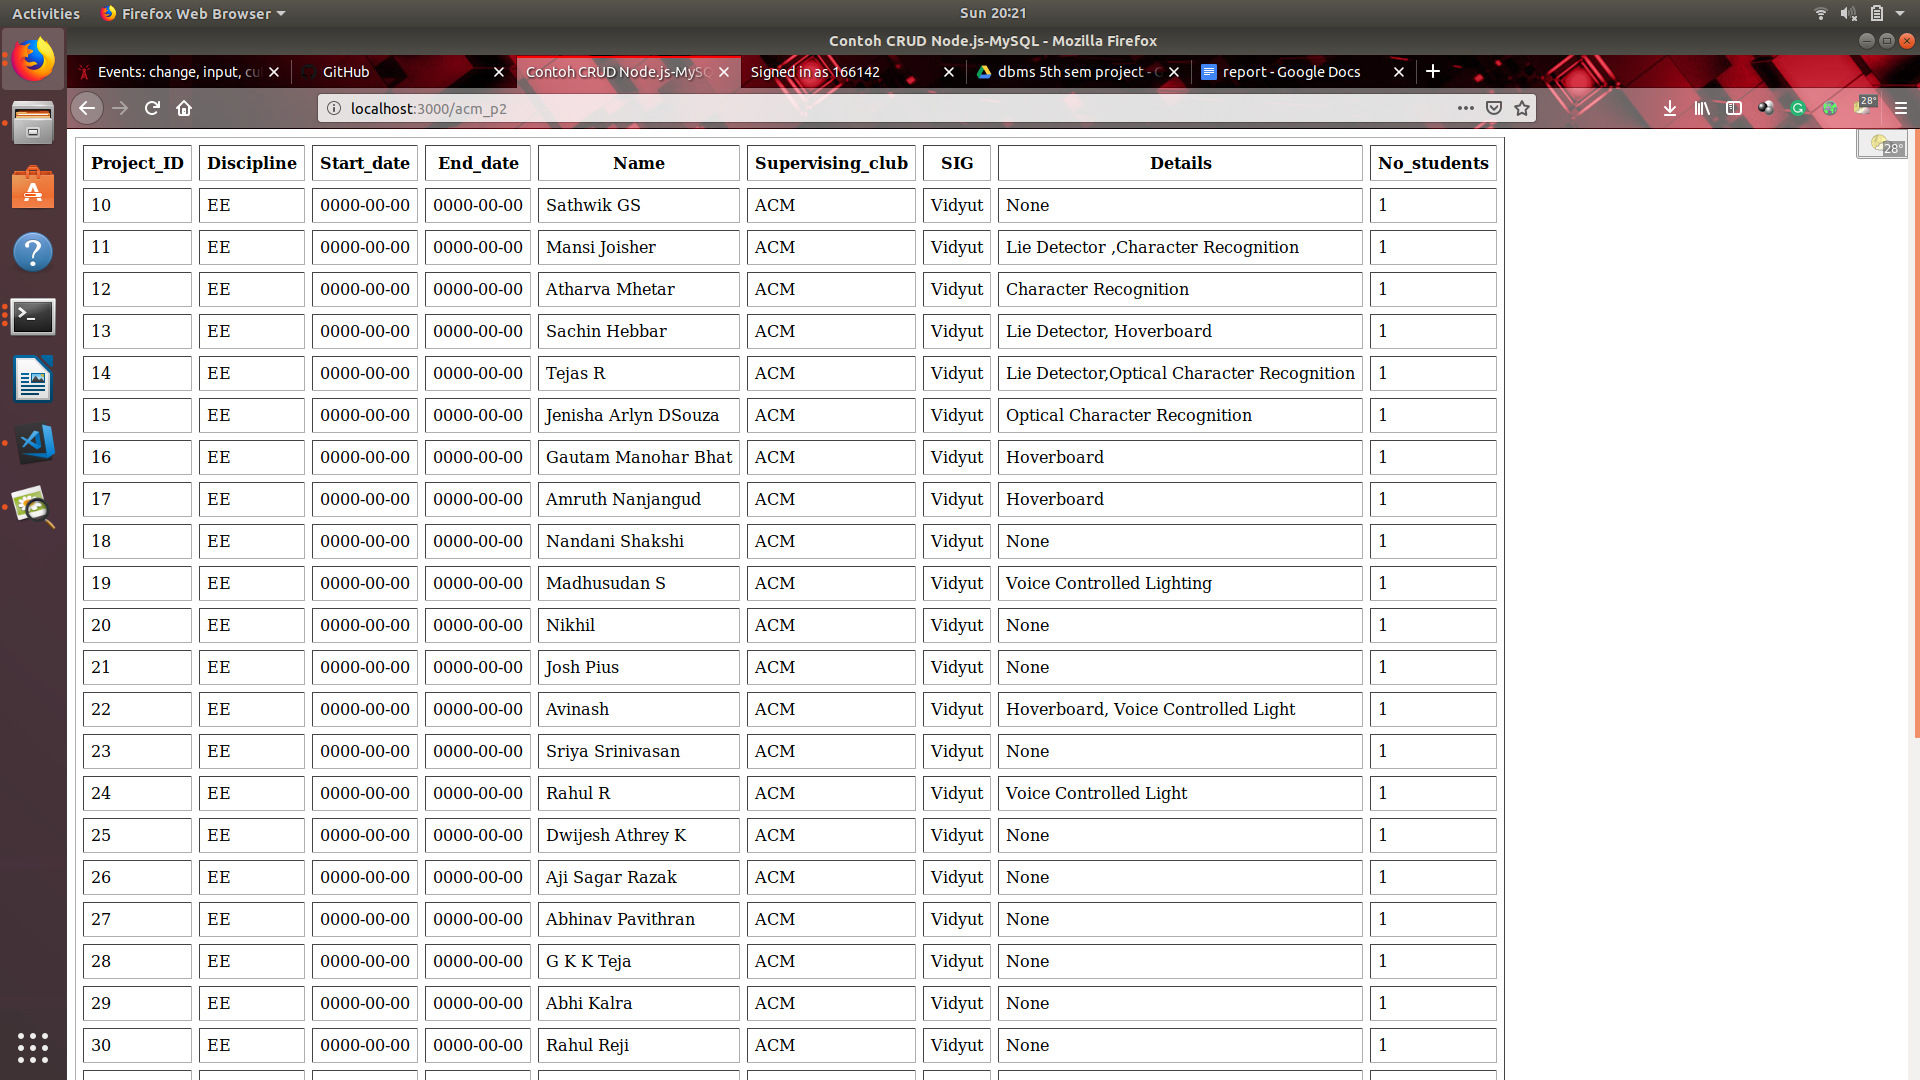 Activities Firefox Web Browser Sun 20:21
Contoh CRUD Node.js-MySQL - Mozilla Firefox
Events: change, input, cu GitHub Contoh CRUD Node.js-MySQ Signed in as 166142 dbms 5th sem project - report - Google Docs
localhost:3000/acm_p2 28°
28°
Project_ID Discipline Start_date End_date Name Supervising_club SIG Details No_students
10 EE 0000-00-00 0000-00-00 Sathwik GS ACM Vidyut None 1
11 EE 0000-00-00 0000-00-00 Mansi Joisher ACM Vidyut Lie Detector ,Character Recognition 1
12 EE 0000-00-00 0000-00-00 Atharva Mhetar ACM Vidyut Character Recognition 1
13 EE 0000-00-00 0000-00-00 Sachin Hebbar ACM Vidyut Lie Detector, Hoverboard 1
14 EE 0000-00-00 0000-00-00 Tejas R ACM Vidyut Lie Detector,Optical Character Recognition 1
15 EE 0000-00-00 0000-00-00 Jenisha Arlyn DSouza ACM Vidyut Optical Character Recognition 1
16 EE 0000-00-00 0000-00-00 Gautam Manohar Bhat ACM Vidyut Hoverboard 1
17 EE 0000-00-00 0000-00-00 Amruth Nanjangud ACM Vidyut Hoverboard 1
18 EE 0000-00-00 0000-00-00 Nandani Shakshi ACM Vidyut None 1
19 EE 0000-00-00 0000-00-00 Madhusudan S ACM Vidyut Voice Controlled Lighting 1
20 EE 0000-00-00 0000-00-00 Nikhil ACM Vidyut None 1
21 EE 0000-00-00 0000-00-00 Josh Pius ACM Vidyut None 1
22 EE 0000-00-00 0000-00-00 Avinash ACM Vidyut Hoverboard, Voice Controlled Light 1
23 EE 0000-00-00 0000-00-00 Sriya Srinivasan ACM Vidyut None 1
24 EE 0000-00-00 0000-00-00 Rahul R ACM Vidyut Voice Controlled Light 1
25 EE 0000-00-00 0000-00-00 Dwijesh Athrey K ACM Vidyut None 1
26 EE 0000-00-00 0000-00-00 Aji Sagar Razak ACM Vidyut None 1
27 EE 0000-00-00 0000-00-00 Abhinav Pavithran ACM Vidyut None 1
28 EE 0000-00-00 0000-00-00 G K K Teja ACM Vidyut None 1
29 EE 0000-00-00 0000-00-00 Abhi Kalra ACM Vidyut None 1
30 EE 0000-00-00 0000-00-00 Rahul Reji ACM Vidyut None 1